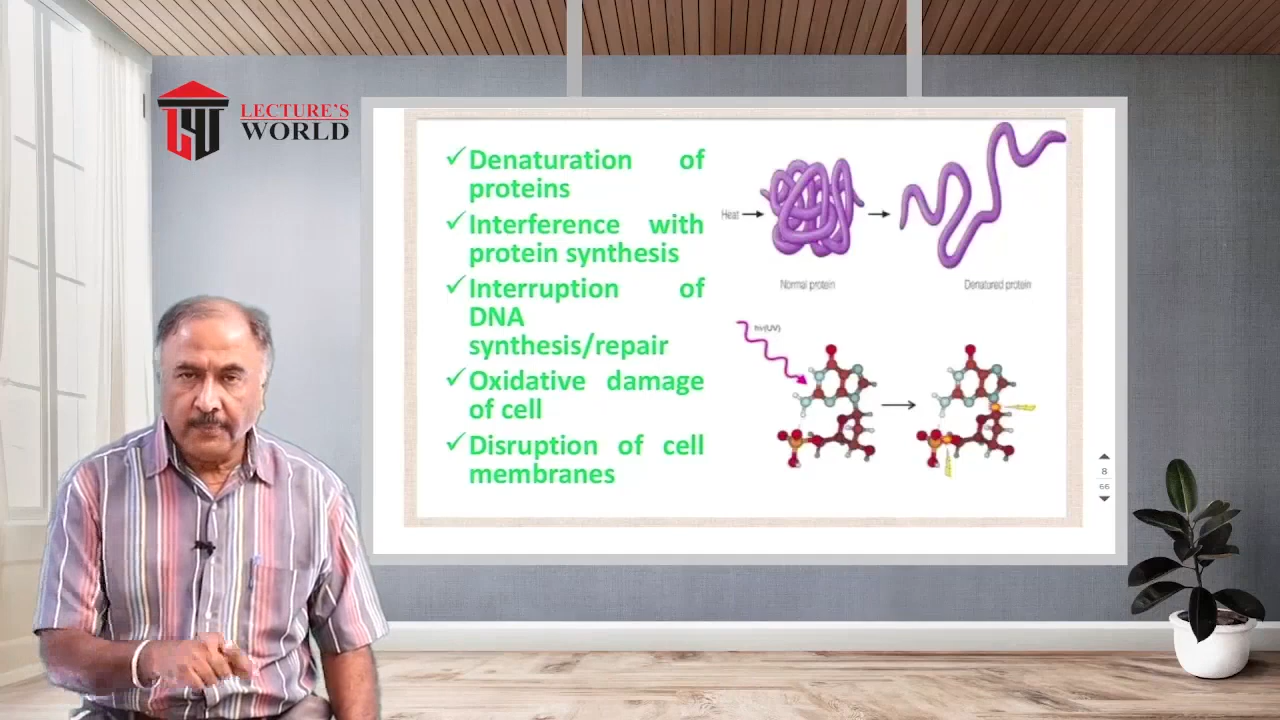 LECTURE'S
WORLD
✓Denaturation of
proteins
✓Interference with
protein synthesis
✓Interruption of
DNA
synthesis/repair
✓Oxidative damage
of cell
✓Disruption of cell
membranes
Heat
Normal protein
Denatured protein
hν(UV)
8
66